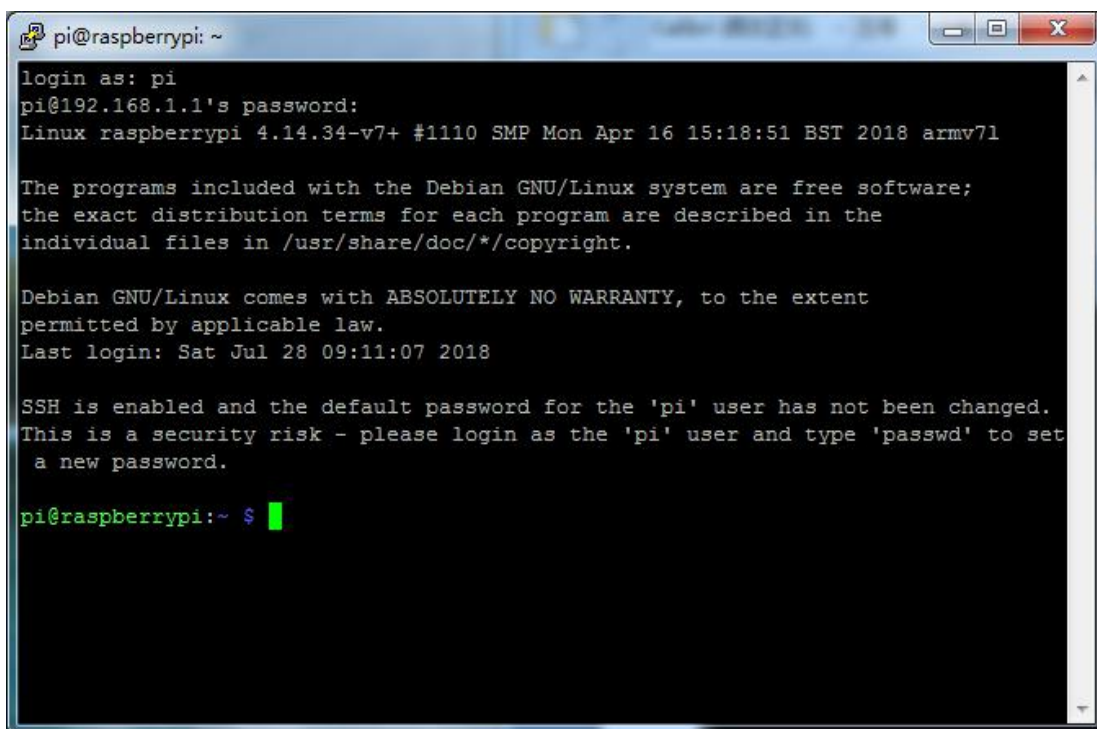 pi@raspberrypi: ~
login as: pi
pi@192.168.1.1's password:
Linux raspberrypi 4.14.34-v7+ #1110 SMP Mon Apr 16 15:18:51 BST 2018 armv7l
The programs included with the Debian GNU/Linux system are free software;
the exact distribution terms for each program are described in the
individual files in /usr/share/doc/*/copyright.
Debian GNU/Linux comes with ABSOLUTELY NO WARRANTY, to the extent
permitted by applicable law.
Last login: Sat Jul 28 09:11:07 2018
SSH is enabled and the default password for the 'pi' user has not been changed.
This is a security risk - please login as the 'pi' user and type 'passwd' to set
a new password.
pi@raspberrypi:~ $